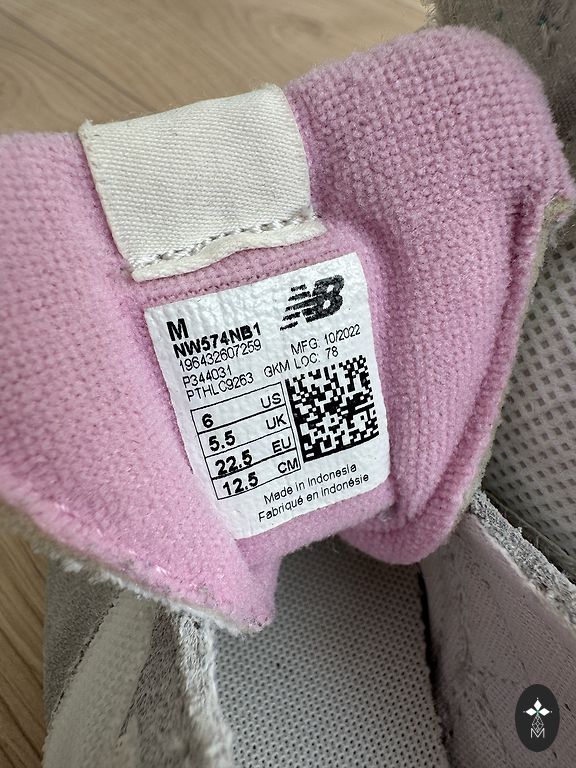 M
NB
NW574NB1
196432607259
P344031 MFG. 10/2022
PTHLC9263 GKM LOC: 78
6 US
5.5 UK
22.5 EU
12.5 CM
Made in Indonesia
Fabriqué en Indonésie
M